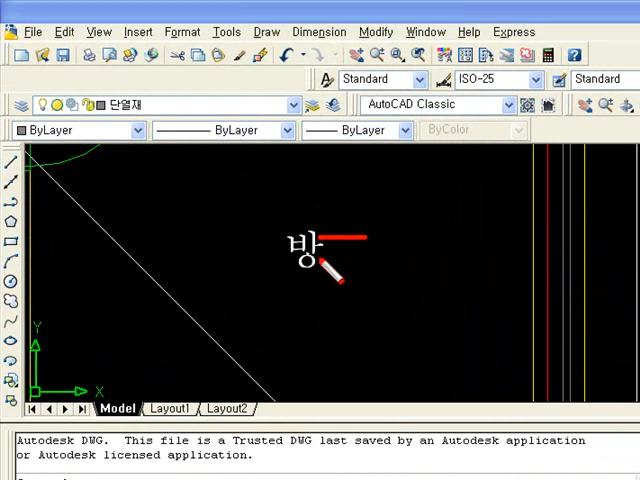 File Edit View Insert Format Tools Draw Dimension Modify Window Help Express
Standard ISO-25 Standard
단열재 AutoCAD Classic
ByLayer ByLayer ByLayer ByColor
방
Y
X
Model Layout1 Layout2
Autodesk DWG. This file is a Trusted DWG last saved by an Autodesk application
or Autodesk licensed application.